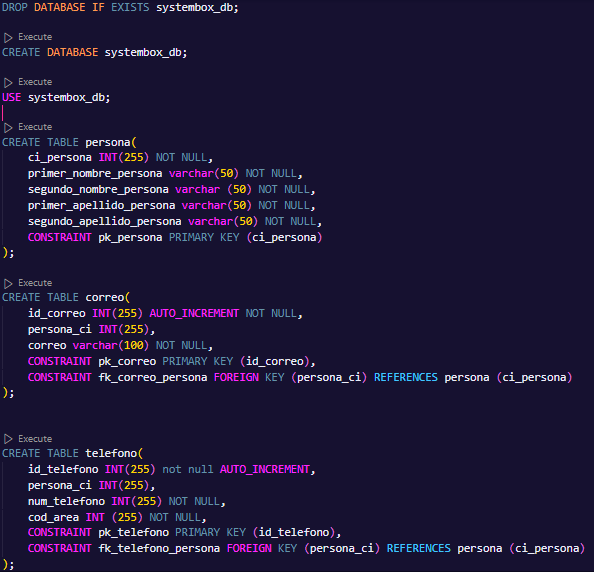 DROP DATABASE IF EXISTS systembox_db;
Execute
CREATE DATABASE systembox_db;
Execute
USE systembox_db;
Execute
CREATE TABLE persona(
    ci_persona INT(255) NOT NULL,
    primer_nombre_persona varchar(50) NOT NULL,
    segundo_nombre_persona varchar (50) NOT NULL,
    primer_apellido_persona varchar(50) NOT NULL,
    segundo_apellido_persona varchar(50) NOT NULL,
    CONSTRAINT pk_persona PRIMARY KEY (ci_persona)
);
Execute
CREATE TABLE correo(
    id_correo INT(255) AUTO_INCREMENT NOT NULL,
    persona_ci INT(255),
    correo varchar(100) NOT NULL,
    CONSTRAINT pk_correo PRIMARY KEY (id_correo),
    CONSTRAINT fk_correo_persona FOREIGN KEY (persona_ci) REFERENCES persona (ci_persona)
);
Execute
CREATE TABLE telefono(
    id_telefono INT(255) not null AUTO_INCREMENT,
    persona_ci INT(255),
    num_telefono INT(255) NOT NULL,
    cod_area INT (255) NOT NULL,
    CONSTRAINT pk_telefono PRIMARY KEY (id_telefono),
    CONSTRAINT fk_telefono_persona FOREIGN KEY (persona_ci) REFERENCES persona (ci_persona)
);